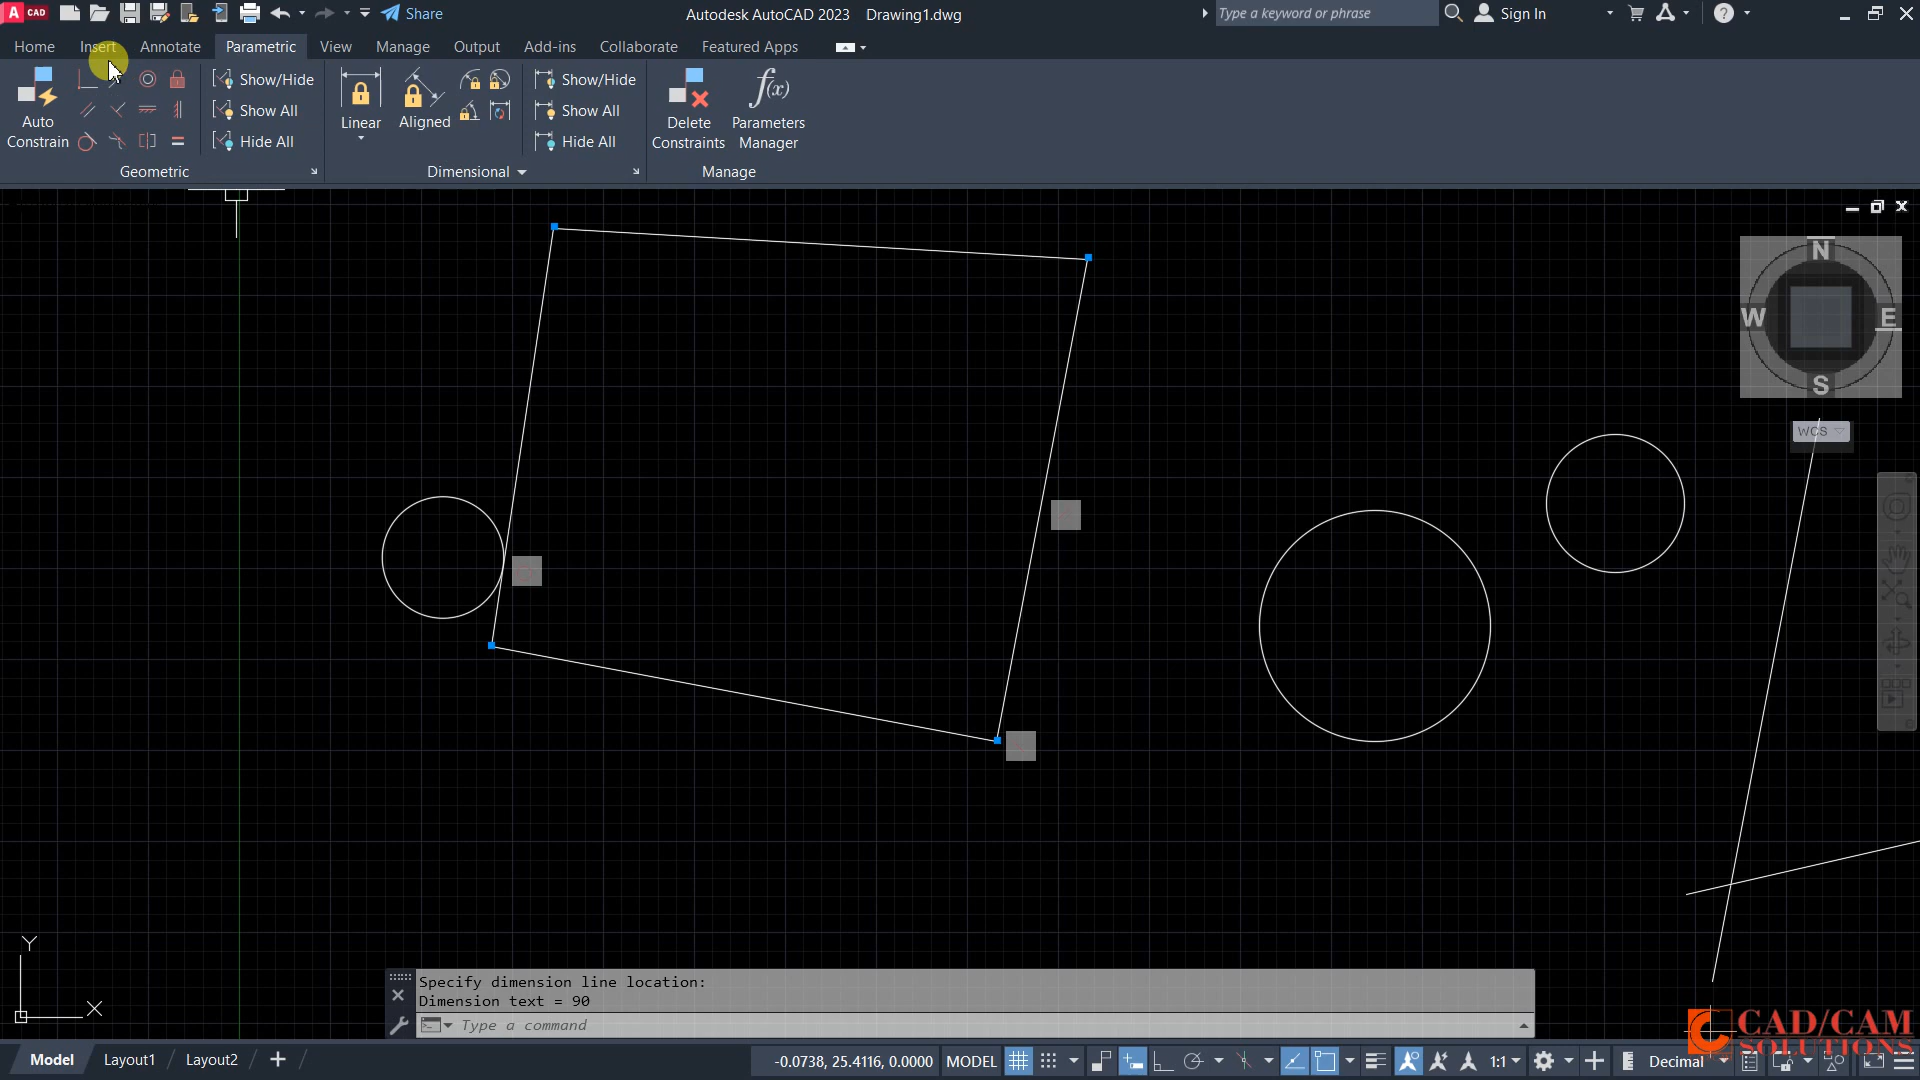 A CAD
Share
Autodesk AutoCAD 2023 Drawing1.dwg
Type a keyword or phrase
Sign In
Home Insert Annotate Parametric View Manage Output Add-ins Collaborate Featured Apps
Auto
Constrain
Show/Hide
Show All
Hide All
Geometric
Linear
Aligned
Show/Hide
Show All
Hide All
Dimensional
Delete
Constraints
f(x)
Parameters
Manager
Manage
N
W
E
S
WCS
Y
X
Specify dimension line location:
Dimension text = 90
Type a command
CAD/CAM
SOLUTIONS
Model Layout1 Layout2 +
-0.0738, 25.4116, 0.0000 MODEL 1:1 Decimal